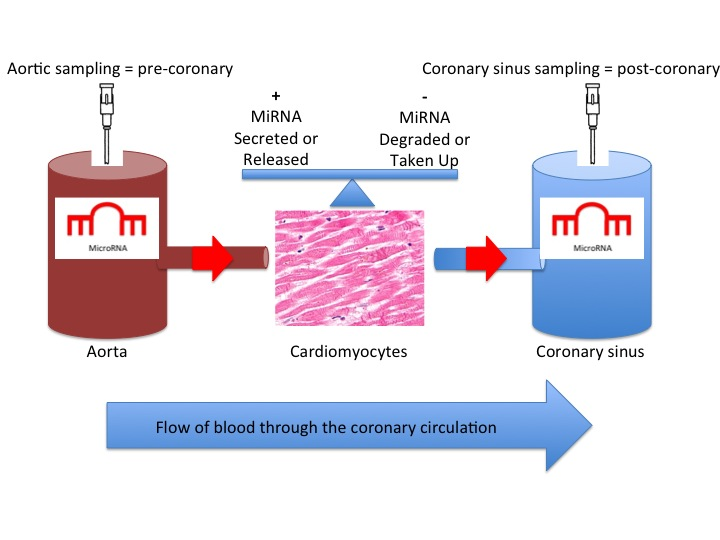 Aortic sampling = pre-coronary
Coronary sinus sampling = post-coronary
+
MiRNA
Secreted or
Released
-
MiRNA
Degraded or
Taken Up
MicroRNA
MicroRNA
Aorta
Cardiomyocytes
Coronary sinus
Flow of blood through the coronary circulation